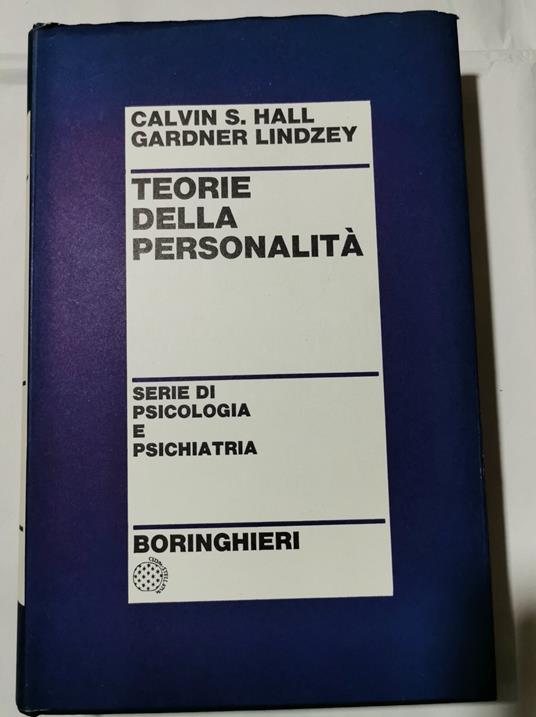 CALVIN S. HALL
GARDNER LINDZEY
TEORIE
DELLA
PERSONALITÀ
SERIE DI
PSICOLOGIA
E
PSICHIATRIA
BORINGHIERI